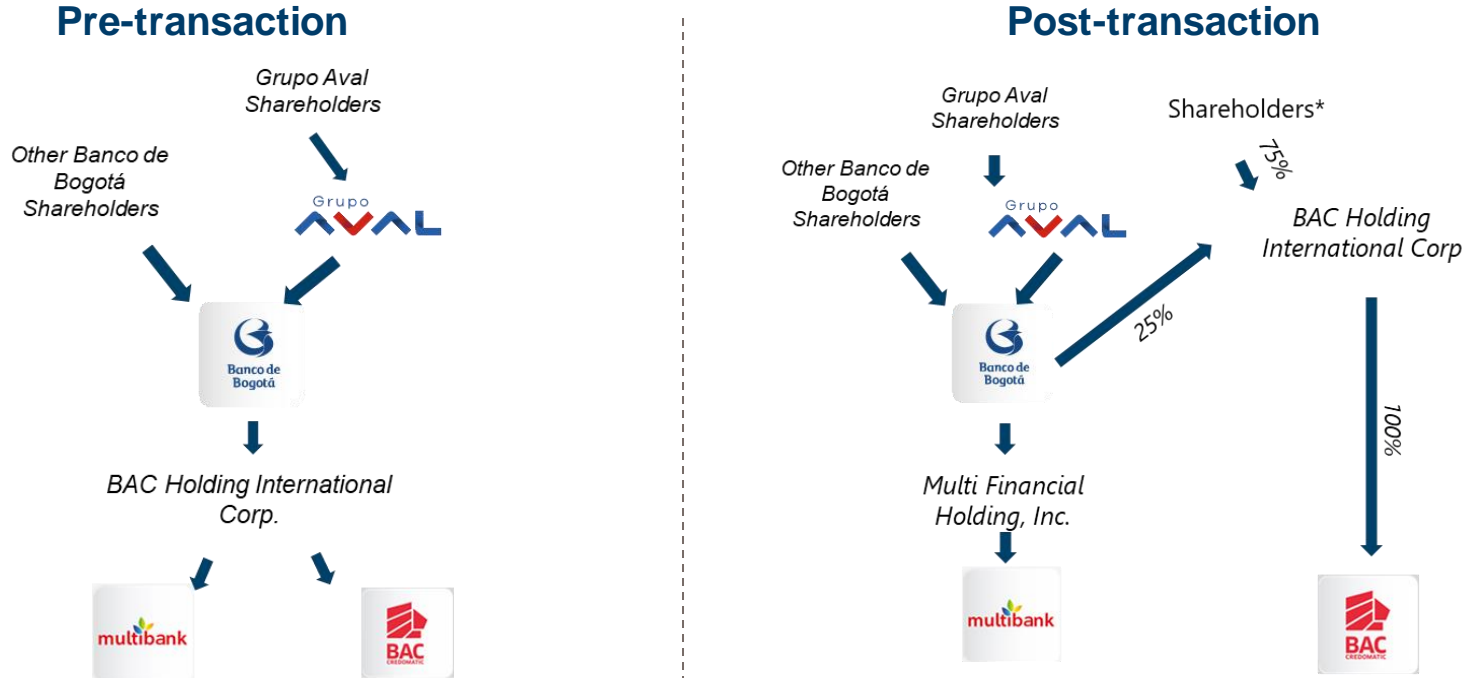 Pre-transaction
Grupo Aval
Shareholders
Other Banco de
Bogotá
Shareholders
Grupo
AVAL
Banco de
Bogotá
BAC Holding International
Corp.
multibank
BAC
CREDOMATIC
Post-transaction
Grupo Aval
Shareholders
Shareholders*
75%
Other Banco de
Bogotá
Shareholders
Grupo
AVAL
BAC Holding
International Corp
25%
Banco de
Bogotá
100%
Multi Financial
Holding, Inc.
multibank
BAC
CREDOMATIC